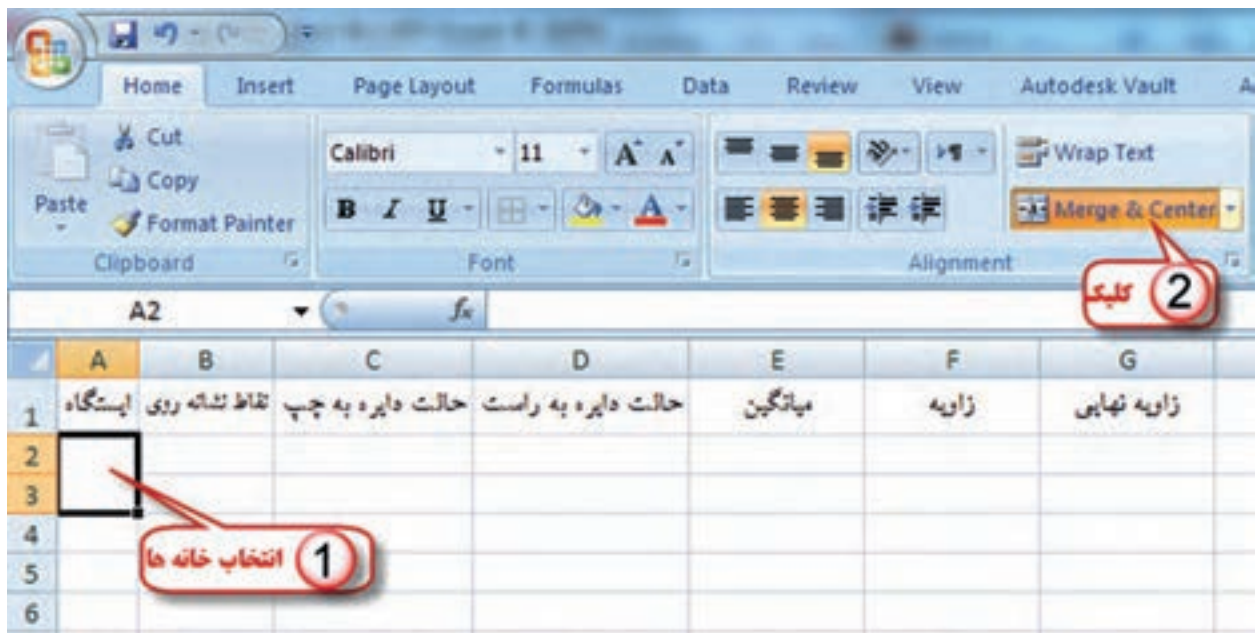 Home Insert Page Layout Formulas Data Review View Autodesk Vault A
Cut
Copy
Format Painter
Paste
Clipboard
Calibri 11 A A
B I U A
Font
Wrap Text
Merge & Center
Alignment
کلیک 2
A2 fx
A B C D E F G
1 ایستگاه نقاط نشانه روی حالت دایره به چپ حالت دایره به راست میانگین زاویه زاویه نهایی
2
3
4
5
6
1 انتخاب خانه ها